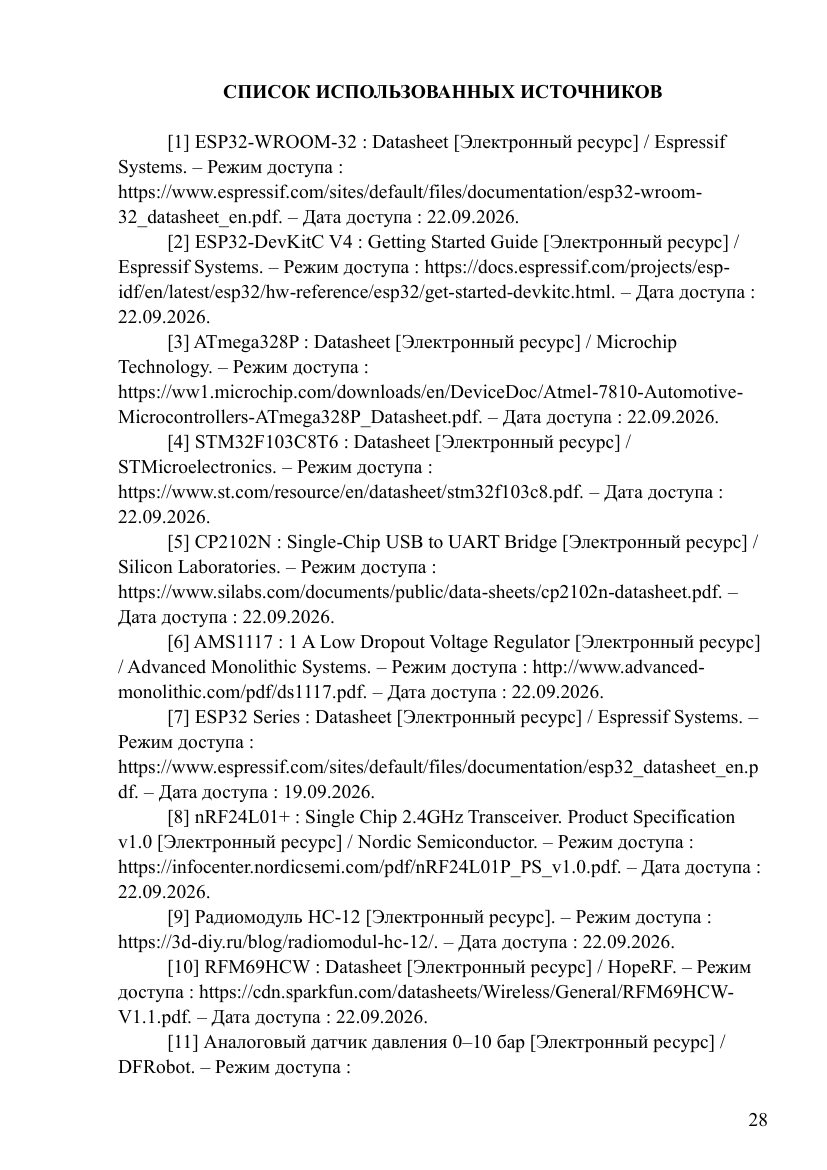 СПИСОК ИСПОЛЬЗОВАННЫХ ИСТОЧНИКОВ
[1] ESP32-WROOM-32 : Datasheet [Электронный ресурс] / Espressif
Systems. – Режим доступа :
https://www.espressif.com/sites/default/files/documentation/esp32-wroom-
32_datasheet_en.pdf. – Дата доступа : 22.09.2026.
[2] ESP32-DevKitC V4 : Getting Started Guide [Электронный ресурс] /
Espressif Systems. – Режим доступа : https://docs.espressif.com/projects/esp-
idf/en/latest/esp32/hw-reference/esp32/get-started-devkitc.html. – Дата доступа :
22.09.2026.
[3] ATmega328P : Datasheet [Электронный ресурс] / Microchip
Technology. – Режим доступа :
https://ww1.microchip.com/downloads/en/DeviceDoc/Atmel-7810-Automotive-
Microcontrollers-ATmega328P_Datasheet.pdf. – Дата доступа : 22.09.2026.
[4] STM32F103C8T6 : Datasheet [Электронный ресурс] /
STMicroelectronics. – Режим доступа :
https://www.st.com/resource/en/datasheet/stm32f103c8.pdf. – Дата доступа :
22.09.2026.
[5] CP2102N : Single-Chip USB to UART Bridge [Электронный ресурс] /
Silicon Laboratories. – Режим доступа :
https://www.silabs.com/documents/public/data-sheets/cp2102n-datasheet.pdf. –
Дата доступа : 22.09.2026.
[6] AMS1117 : 1 A Low Dropout Voltage Regulator [Электронный ресурс]
/ Advanced Monolithic Systems. – Режим доступа : http://www.advanced-
monolithic.com/pdf/ds1117.pdf. – Дата доступа : 22.09.2026.
[7] ESP32 Series : Datasheet [Электронный ресурс] / Espressif Systems. –
Режим доступа :
https://www.espressif.com/sites/default/files/documentation/esp32_datasheet_en.p
df. – Дата доступа : 19.09.2026.
[8] nRF24L01+ : Single Chip 2.4GHz Transceiver. Product Specification
v1.0 [Электронный ресурс] / Nordic Semiconductor. – Режим доступа :
https://infocenter.nordicsemi.com/pdf/nRF24L01P_PS_v1.0.pdf. – Дата доступа :
22.09.2026.
[9] Радиомодуль HC-12 [Электронный ресурс]. – Режим доступа :
https://3d-diy.ru/blog/radiomodul-hc-12/. – Дата доступа : 22.09.2026.
[10] RFM69HCW : Datasheet [Электронный ресурс] / HopeRF. – Режим
доступа : https://cdn.sparkfun.com/datasheets/Wireless/General/RFM69HCW-
V1.1.pdf. – Дата доступа : 22.09.2026.
[11] Аналоговый датчик давления 0–10 бар [Электронный ресурс] /
DFRobot. – Режим доступа :
28